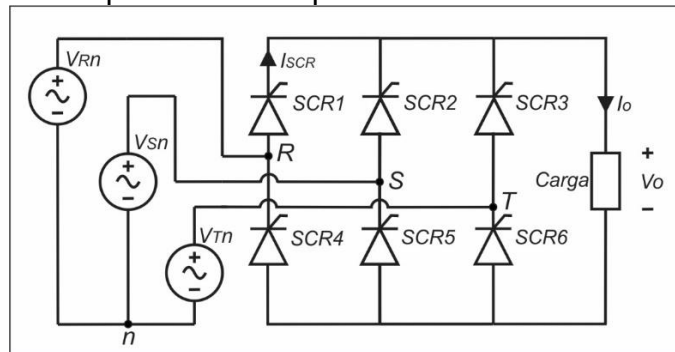 VRn
ISCR
SCR1
SCR2
SCR3
Io
VSn
R
S
Carga
+
Vo
-
T
VTn
SCR4
SCR5
SCR6
n